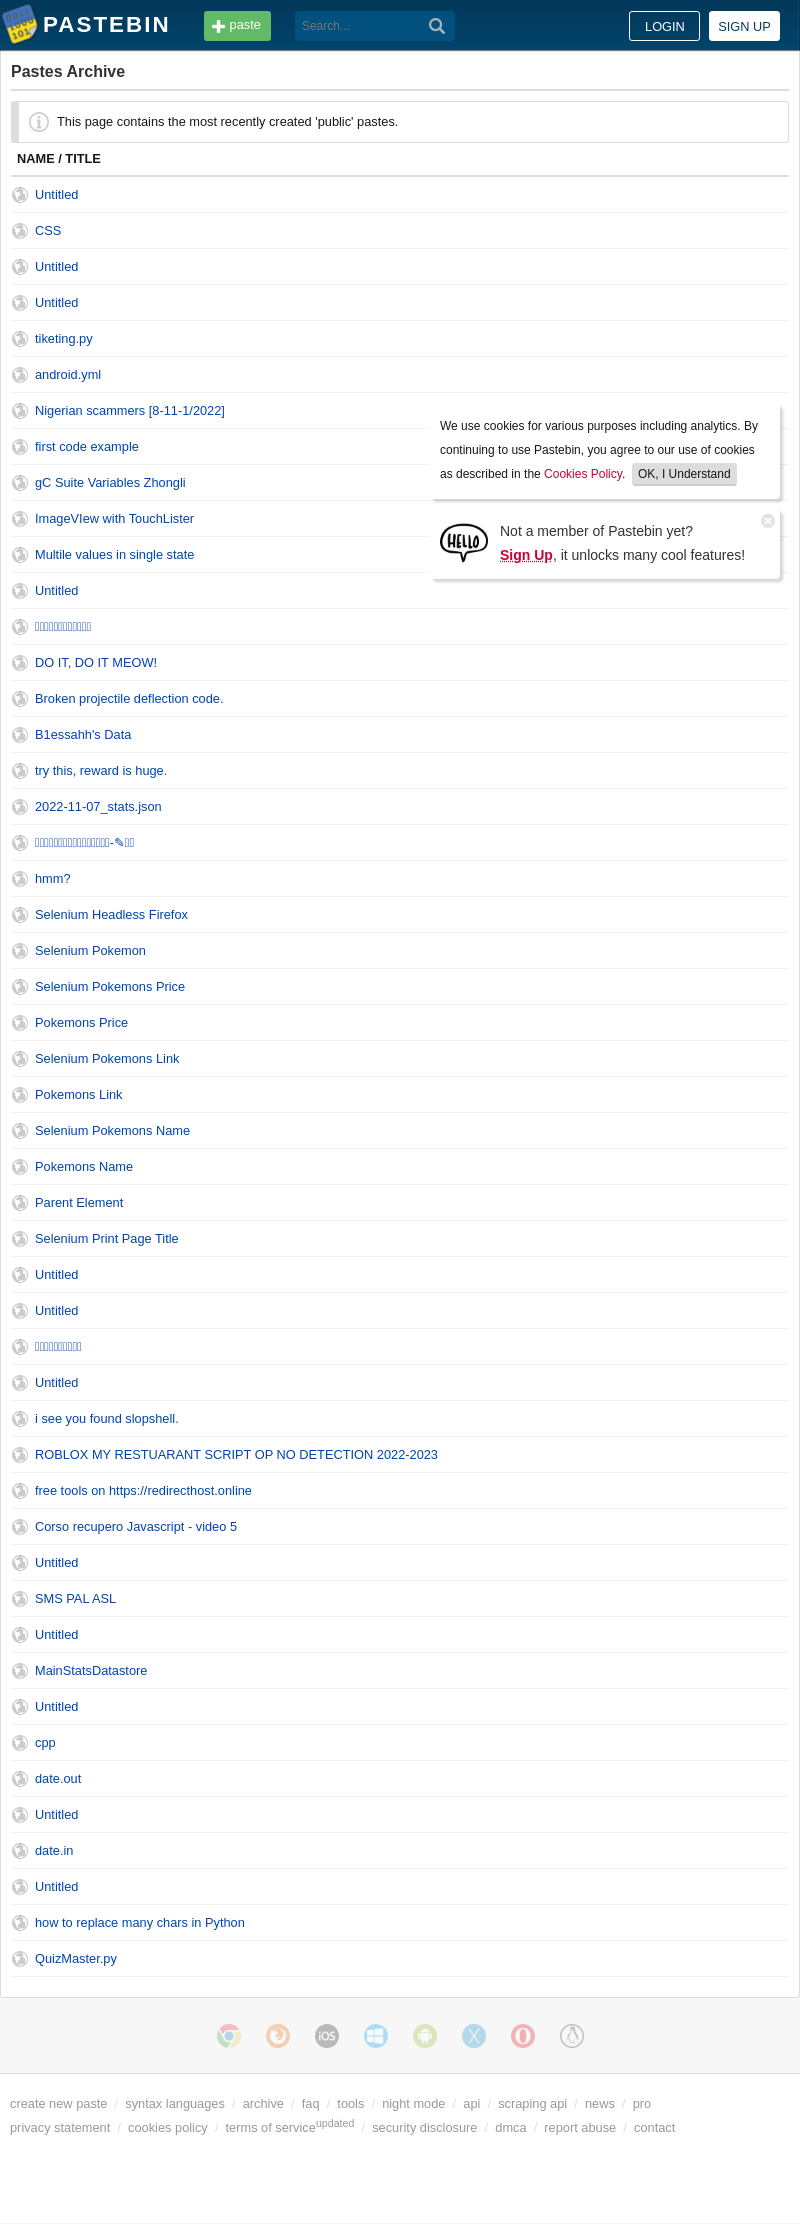 PASTEBIN
paste
Search...
LOGIN
SIGN UP
Pastes Archive
This page contains the most recently created 'public' pastes.
NAME / TITLE
Untitled
CSS
Untitled
Untitled
tiketing.py
android.yml
Nigerian scammers [8-11-1/2022]
first code example
gC Suite Variables Zhongli
ImageVIew with TouchLister
Multile values in single state
Untitled
DO IT, DO IT MEOW!
Broken projectile deflection code.
B1essahh's Data
try this, reward is huge.
2022-11-07_stats.json
hmm?
Selenium Headless Firefox
Selenium Pokemon
Selenium Pokemons Price
Pokemons Price
Selenium Pokemons Link
Pokemons Link
Selenium Pokemons Name
Pokemons Name
Parent Element
Selenium Print Page Title
Untitled
Untitled
Untitled
i see you found slopshell.
ROBLOX MY RESTUARANT SCRIPT OP NO DETECTION 2022-2023
free tools on https://redirecthost.online
Corso recupero Javascript - video 5
Untitled
SMS PAL ASL
Untitled
MainStatsDatastore
Untitled
cpp
date.out
Untitled
date.in
Untitled
how to replace many chars in Python
QuizMaster.py
We use cookies for various purposes including analytics. By
continuing to use Pastebin, you agree to our use of cookies
as described in the Cookies Policy. OK, I Understand
HELLO
Not a member of Pastebin yet?
Sign Up, it unlocks many cool features!
iOS
create new paste / syntax languages / archive / faq / tools / night mode / api / scraping api / news / pro
privacy statement / cookies policy / terms of service updated / security disclosure / dmca / report abuse / contact